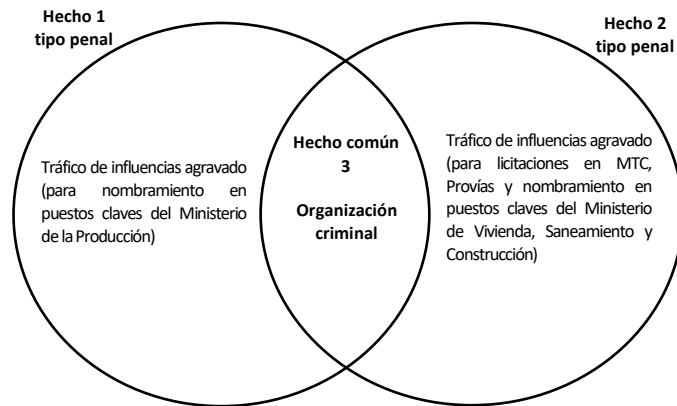 Hecho 1
tipo penal
Hecho 2
tipo penal
Tráfico de influencias agravado
(para nombramiento en
puestos claves del Ministerio
de la Producción)
Hecho común
3
Organización
criminal
Tráfico de influencias agravado
(para licitaciones en MTC,
Provías y nombramiento en
puestos claves del Ministerio
de Vivienda, Saneamiento y
Construcción)